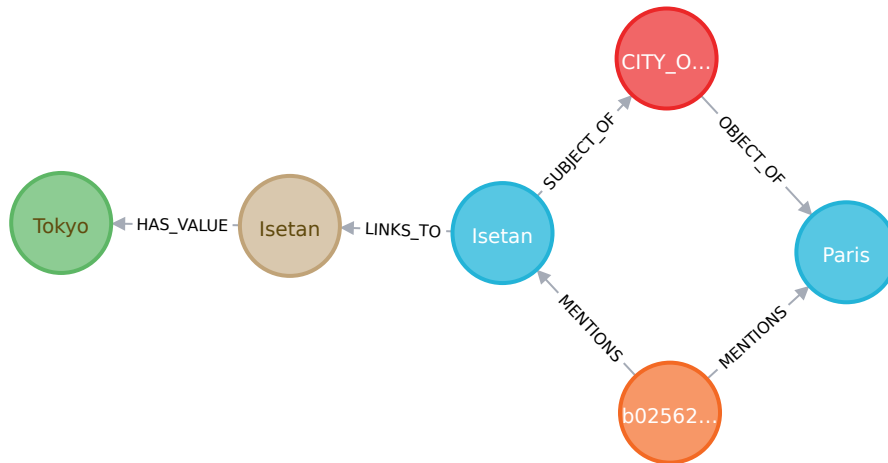 CITY_O...
SUBJECT_OF
OBJECT_OF
Tokyo
HAS_VALUE
Isetan
LINKS_TO
Isetan
Paris
MENTIONS
MENTIONS
b02562...